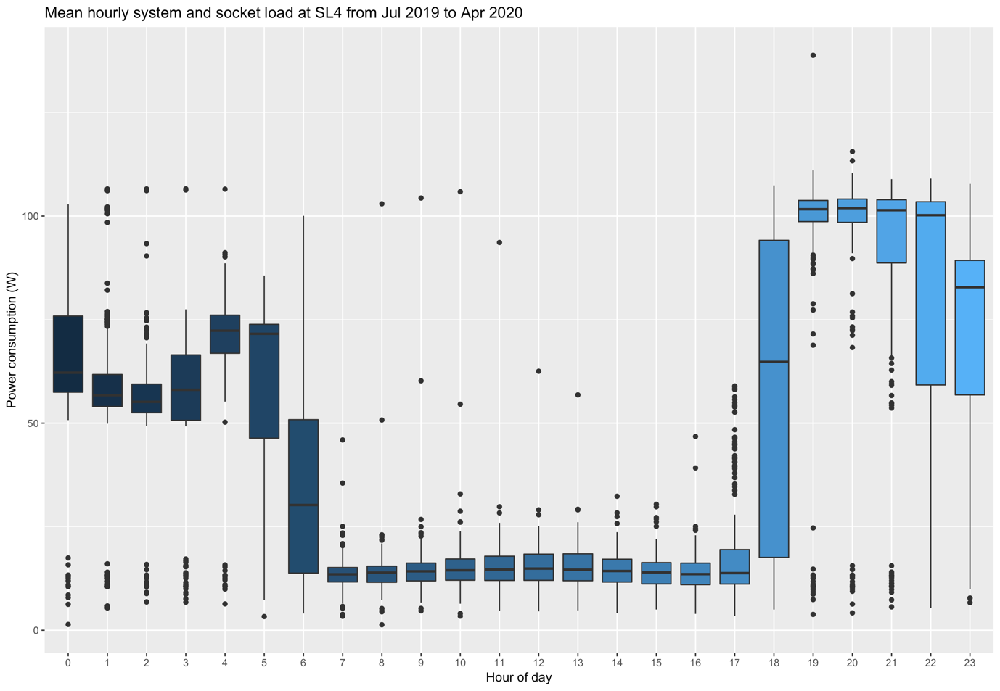 Mean hourly system and socket load at SL4 from Jul 2019 to Apr 2020
Power consumption (W)
100
50
0
0 1 2 3 4 5 6 7 8 9 10 11 12 13 14 15 16 17 18 19 20 21 22 23
Hour of day